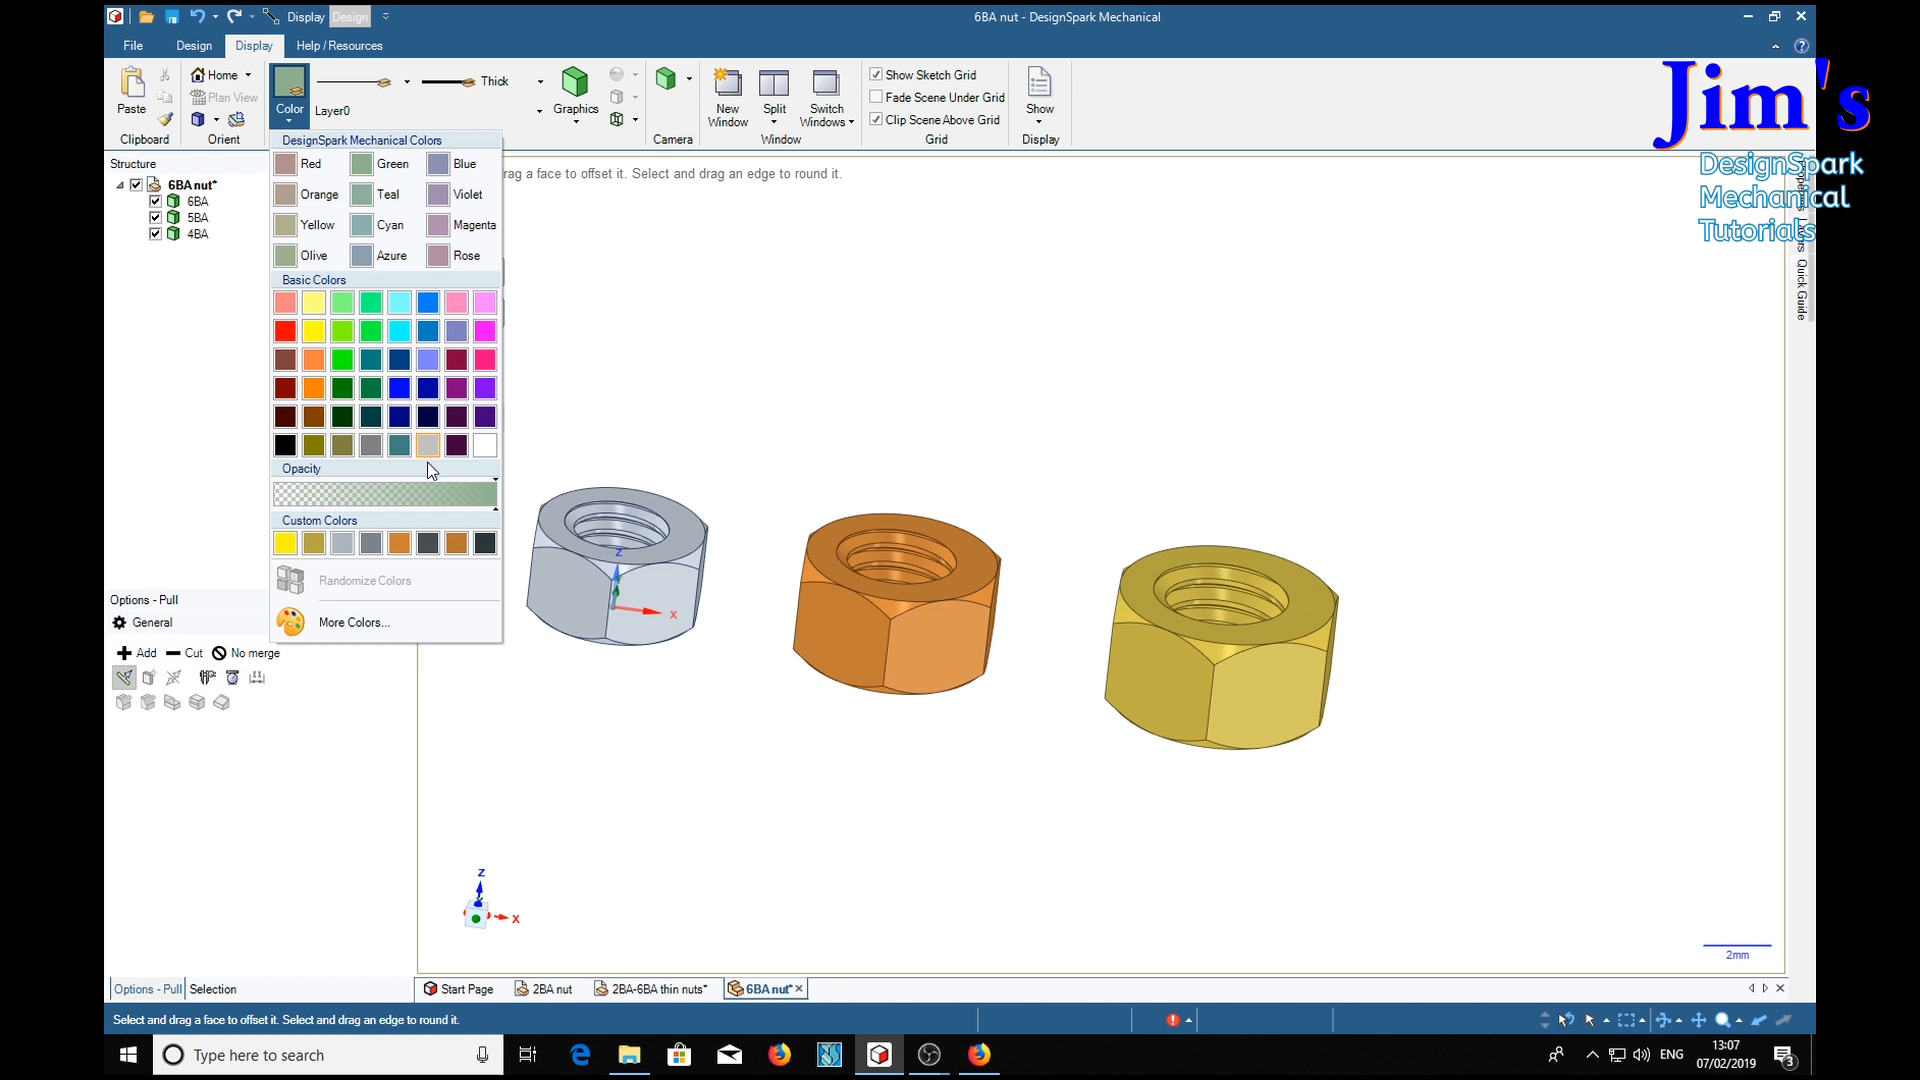 Display Design
6BA nut - DesignSpark Mechanical
File Design Display Help / Resources
Paste
Clipboard
Home
Plan View
Orient
Color
Layer0
Thick
Graphics
Camera
New Window
Split
Switch Windows
Window
Show Sketch Grid
Fade Scene Under Grid
Clip Scene Above Grid
Grid
Show
Display
Jim's
DesignSpark
Mechanical
Tutorials
Structure
6BA nut*
6BA
5BA
4BA
DesignSpark Mechanical Colors
Red Green Blue
Orange Teal Violet
Yellow Cyan Magenta
Olive Azure Rose
Basic Colors
Opacity
Custom Colors
Randomize Colors
More Colors...
rag a face to offset it. Select and drag an edge to round it.
Quick Guide
Z
X
Z
X
2mm
Options - Pull
General
Add Cut No merge
Options - Pull Selection
Start Page 2BA nut 2BA-6BA thin nuts* 6BA nut*
Select and drag a face to offset it. Select and drag an edge to round it.
Type here to search
ENG
13:07
07/02/2019
3